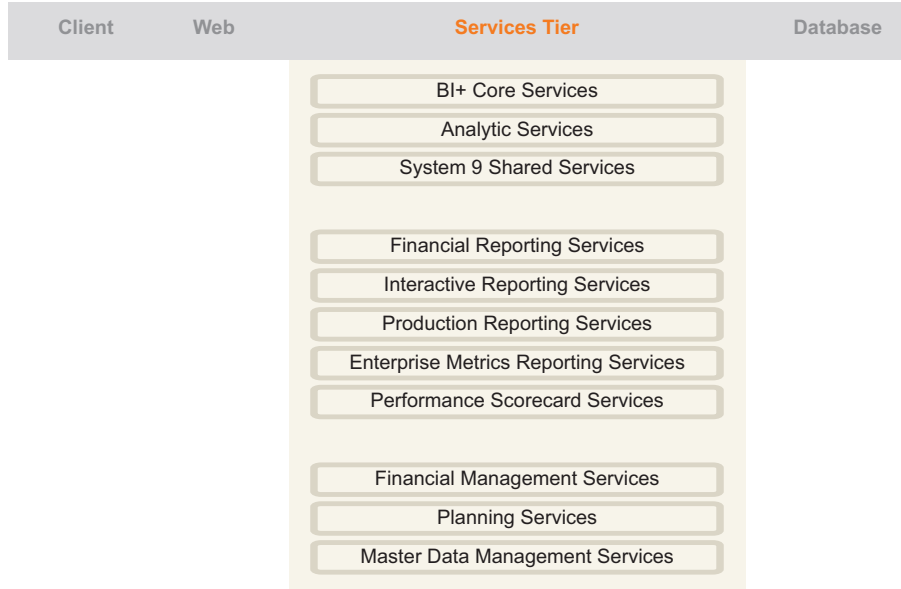 Client Web Services Tier Database
BI+ Core Services
Analytic Services
System 9 Shared Services
Financial Reporting Services
Interactive Reporting Services
Production Reporting Services
Enterprise Metrics Reporting Services
Performance Scorecard Services
Financial Management Services
Planning Services
Master Data Management Services